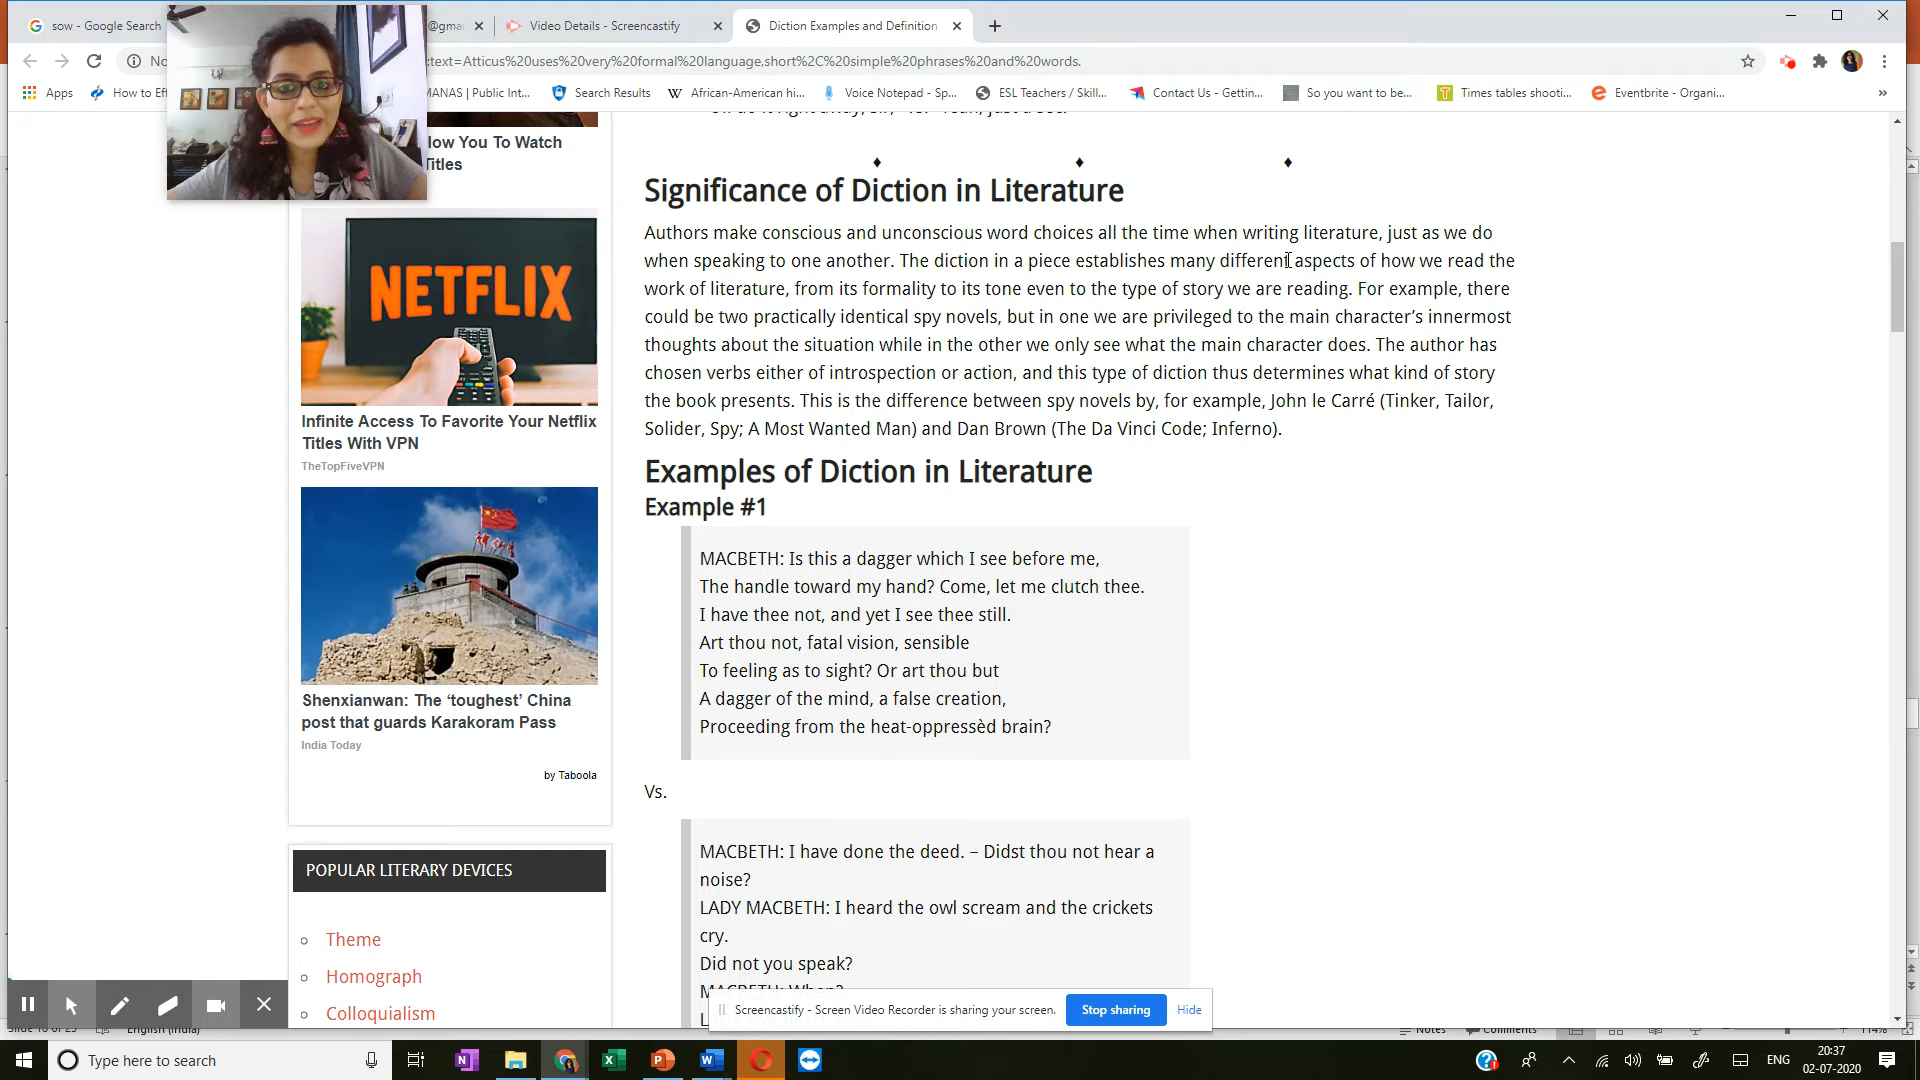 sow - Google Search
@gmai
Video Details - Screencastify
Diction Examples and Definition
No
:text=Atticus%20uses%20very%20formal%20language,short%2C%20simple%20phrases%20and%20words.
Apps
How to Eff
MANAS | Public Int...
Search Results
African-American hi...
Voice Notepad - Sp...
ESL Teachers / Skill...
Contact Us - Gettin...
So you want to be...
Times tables shooti...
Eventbrite - Organi...
low You To Watch
Titles
NETFLIX
Infinite Access To Favorite Your Netflix
Titles With VPN
TheTopFiveVPN
Shenxianwan: The ‘toughest’ China
post that guards Karakoram Pass
India Today
by Taboola
POPULAR LITERARY DEVICES
Theme
Homograph
Colloquialism
Significance of Diction in Literature
Authors make conscious and unconscious word choices all the time when writing literature, just as we do
when speaking to one another. The diction in a piece establishes many different aspects of how we read the
work of literature, from its formality to its tone even to the type of story we are reading. For example, there
could be two practically identical spy novels, but in one we are privileged to the main character’s innermost
thoughts about the situation while in the other we only see what the main character does. The author has
chosen verbs either of introspection or action, and this type of diction thus determines what kind of story
the book presents. This is the difference between spy novels by, for example, John le Carré (Tinker, Tailor,
Solider, Spy; A Most Wanted Man) and Dan Brown (The Da Vinci Code; Inferno).
Examples of Diction in Literature
Example #1
MACBETH: Is this a dagger which I see before me,
The handle toward my hand? Come, let me clutch thee.
I have thee not, and yet I see thee still.
Art thou not, fatal vision, sensible
To feeling as to sight? Or art thou but
A dagger of the mind, a false creation,
Proceeding from the heat-oppressèd brain?
Vs.
MACBETH: I have done the deed. – Didst thou not hear a
noise?
LADY MACBETH: I heard the owl scream and the crickets
cry.
Did not you speak?
MACBETH: When?
Screencastify - Screen Video Recorder is sharing your screen.
Stop sharing
Hide
Slide 16 of 25
English (India)
Notes
Comments
114%
Type here to search
ENG
20:37
02-07-2020